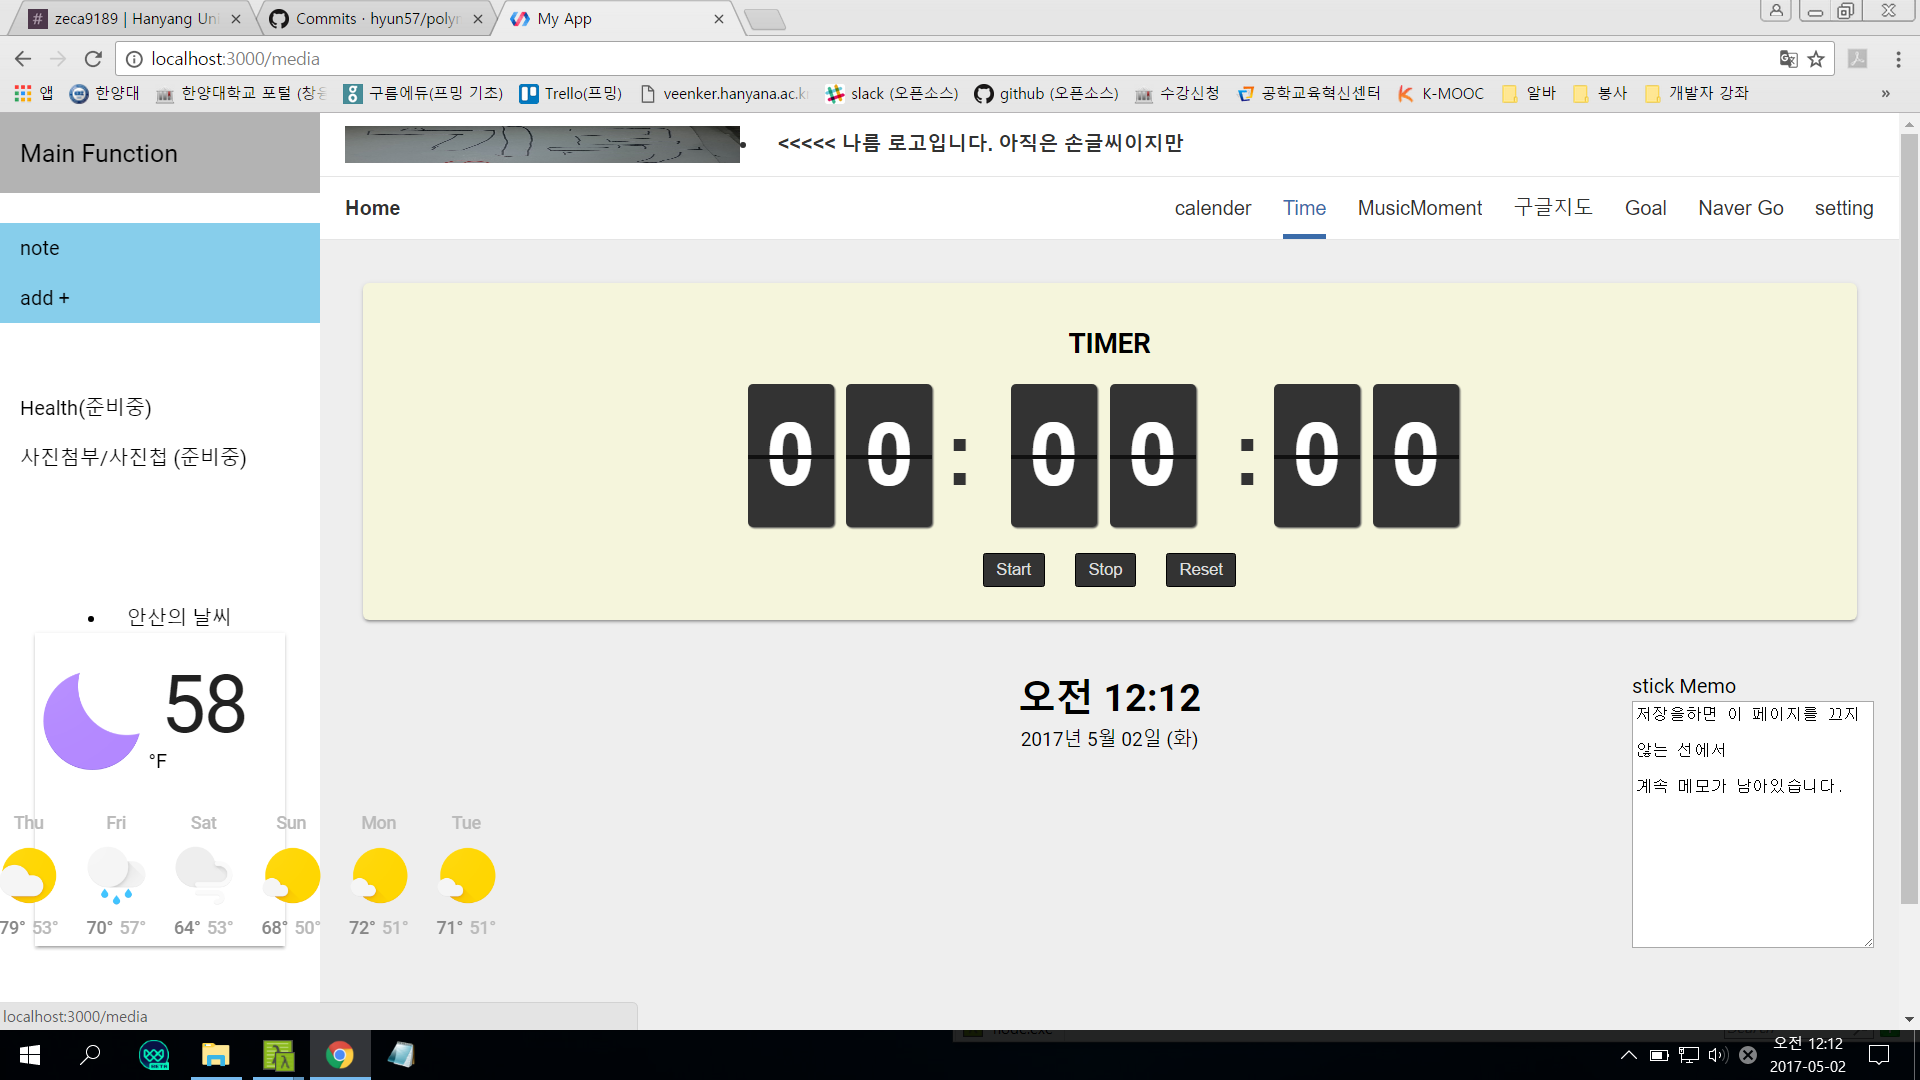 zeca9189 | Hanyang Uni
Commits · hyun57/polym
My App
localhost:3000/media
앱
한양대
한양대학교 포털 (창의
구름에듀(프밍 기초)
Trello(프밍)
veenker.hanyana.ac.kr
slack (오픈소스)
github (오픈소스)
수강신청
공학교육혁신센터
K-MOOC
알바
봉사
개발자 강좌
»
Main Function
<<<<< 나름 로고입니다. 아직은 손글씨이지만
Home
calender
Time
MusicMoment
구글지도
Goal
Naver Go
setting
note
add +
Health(준비중)
사진첨부/사진첩 (준비중)
TIMER
00: 00 :00
Start
Stop
Reset
안산의 날씨
58
°F
Thu Fri Sat Sun Mon Tue
79° 53° 70° 57° 64° 53° 68° 50° 72° 51° 71° 51°
오전 12:12
2017년 5월 02일 (화)
stick Memo
저장을하면 이 페이지를 끄지
않는 선에서
계속 메모가 남아있습니다.
localhost:3000/media
오전 12:12
2017-05-02